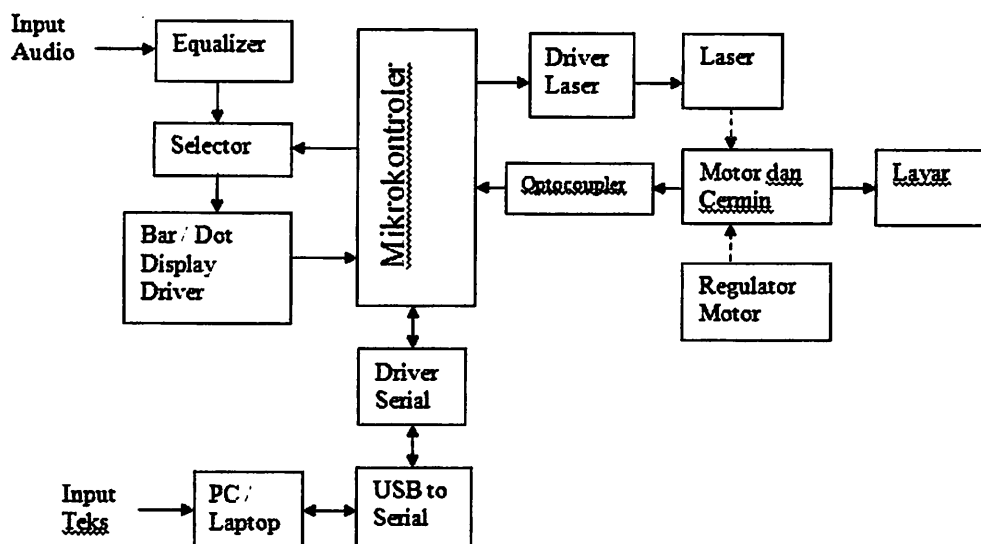 Input
Audio
Equalizer
Selector
Bar / Dot
Display
Driver
Mikrokontroler
Driver
Laser
Laser
Optocoupler
Motor dan
Cermin
Layar
Regulator
Motor
Driver
Serial
Input
Teks
PC /
Laptop
USB to
Serial